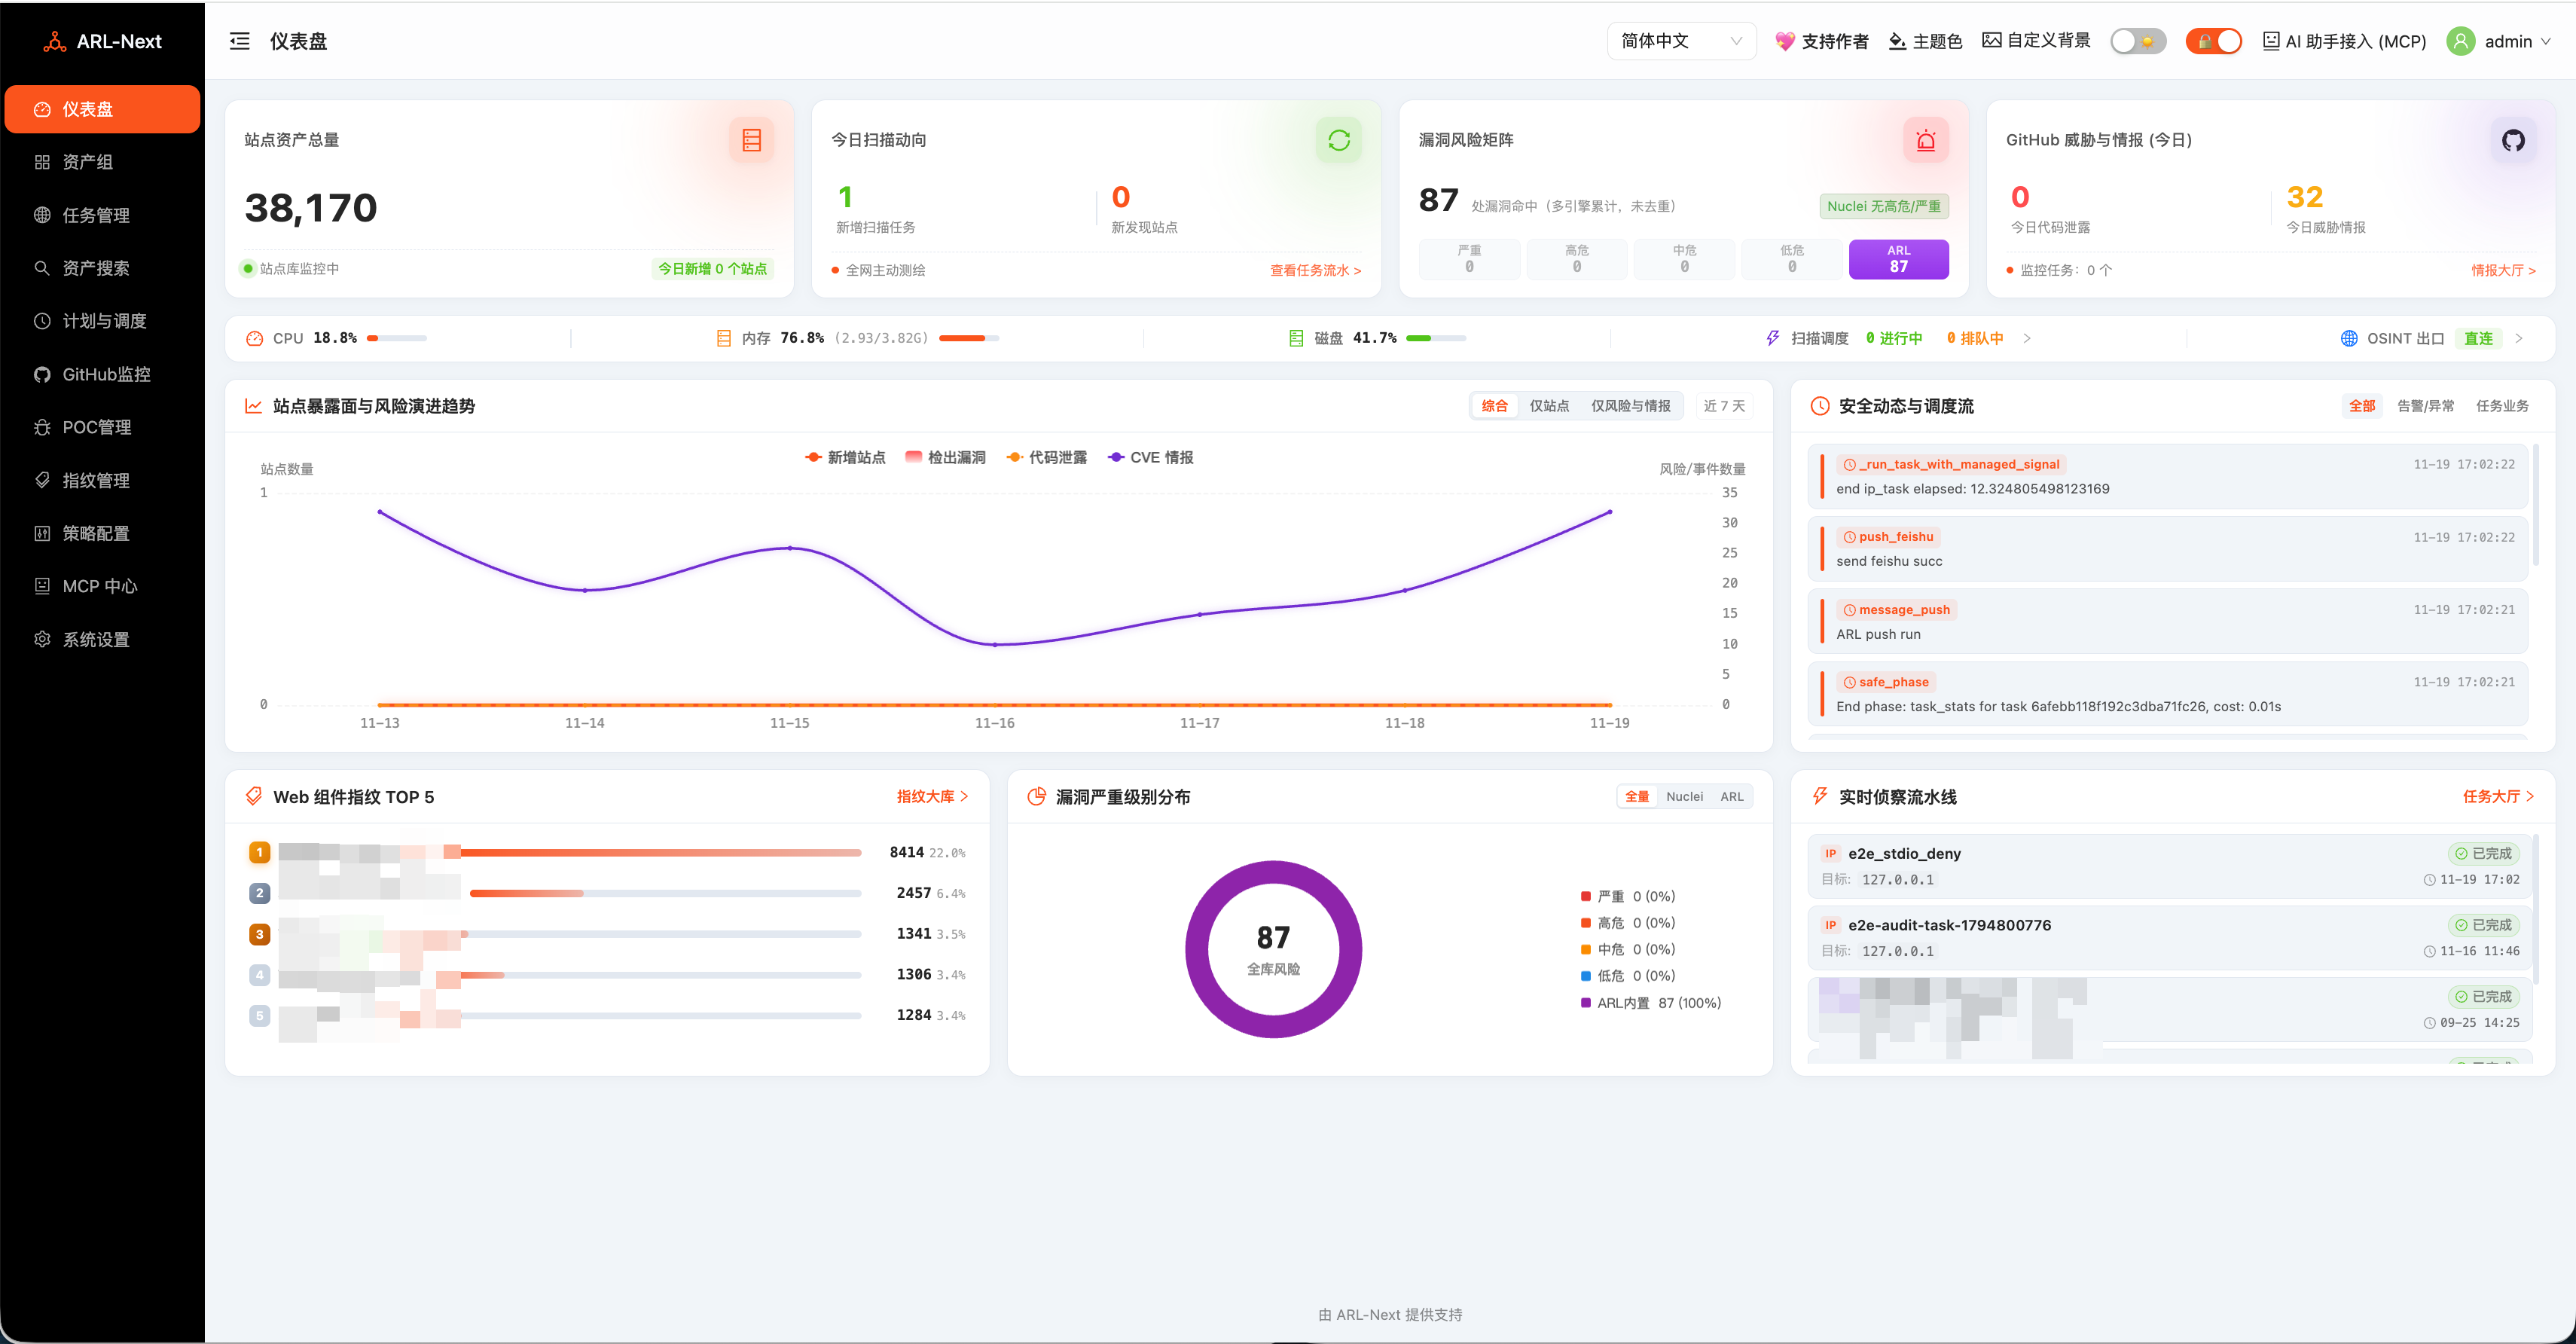 ARL-Next
仪表盘
资产组
任务管理
资产搜索
计划与调度
GitHub监控
POC管理
指纹管理
策略配置
MCP 中心
系统设置
仪表盘
简体中文
支持作者
主题色
自定义背景
AI 助手接入 (MCP)
admin
站点资产总量
38,170
站点库监控中
今日新增 0 个站点
今日扫描动向
1
新增扫描任务
0
新发现站点
全网主动测绘
查看任务流水 >
漏洞风险矩阵
87 处漏洞命中（多引擎累计，未去重）
Nuclei 无高危/严重
严重
0
高危
0
中危
0
低危
0
ARL
87
GitHub 威胁与情报 (今日)
0
今日代码泄露
32
今日威胁情报
监控任务：0 个
情报大厅 >
CPU 18.8%
内存 76.8% (2.93/3.82G)
磁盘 41.7%
扫描调度 0 进行中 0 排队中
OSINT 出口 直连
站点暴露面与风险演进趋势
综合 仅站点 仅风险与情报 近 7 天
新增站点 检出漏洞 代码泄露 CVE 情报
站点数量
风险/事件数量
1
0
35
30
25
20
15
10
5
0
11-13 11-14 11-15 11-16 11-17 11-18 11-19
安全动态与调度流
全部 告警/异常 任务业务
_run_task_with_managed_signal 11-19 17:02:22
end ip_task elapsed: 12.324805498123169
push_feishu 11-19 17:02:22
send feishu succ
message_push 11-19 17:02:21
ARL push run
safe_phase 11-19 17:02:21
End phase: task_stats for task 6afebb118f192c3dba71fc26, cost: 0.01s
Web 组件指纹 TOP 5
指纹大库
1 8414 22.0%
2 2457 6.4%
3 1341 3.5%
4 1306 3.4%
5 1284 3.4%
漏洞严重级别分布
全量 Nuclei ARL
87
全库风险
严重 0 (0%)
高危 0 (0%)
中危 0 (0%)
低危 0 (0%)
ARL内置 87 (100%)
实时侦察流水线
任务大厅
IP e2e_stdio_deny 已完成
目标: 127.0.0.1 11-19 17:02
IP e2e-audit-task-1794800776 已完成
目标: 127.0.0.1 11-16 11:46
已完成
09-25 14:25
由 ARL-Next 提供支持